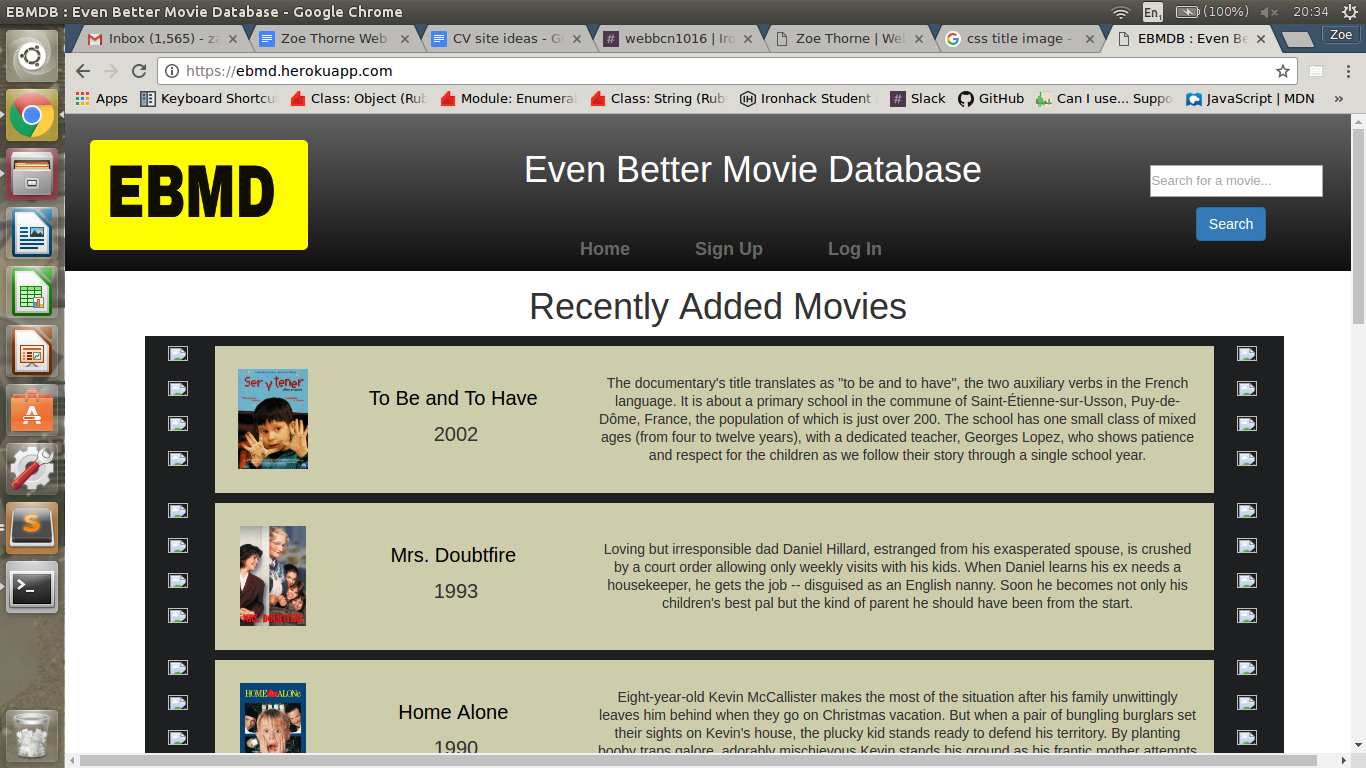 EBMDB : Even Better Movie Database - Google Chrome
En1 (100%) 20:34
Inbox (1,565) - za
Zoe Thorne Web
CV site ideas - G
webbcn1016 | Iro
Zoe Thorne | Web
css title image -
EBMDB : Even Be
Zoe
https://ebmd.herokuapp.com
Apps Keyboard Shortcu Class: Object (Rub Module: Enumeral Class: String (Rub Ironhack Student Slack GitHub Can I use... Suppo JavaScript | MDN »
EBMD
Even Better Movie Database
Search for a movie...
Search
Home Sign Up Log In
Recently Added Movies
Ser y tener
To Be and To Have
2002
The documentary's title translates as "to be and to have", the two auxiliary verbs in the French
language. It is about a primary school in the commune of Saint-Étienne-sur-Usson, Puy-de-
Dôme, France, the population of which is just over 200. The school has one small class of mixed
ages (from four to twelve years), with a dedicated teacher, Georges Lopez, who shows patience
and respect for the children as we follow their story through a single school year.
MRS. DOUBTFIRE
Mrs. Doubtfire
1993
Loving but irresponsible dad Daniel Hillard, estranged from his exasperated spouse, is crushed
by a court order allowing only weekly visits with his kids. When Daniel learns his ex needs a
housekeeper, he gets the job -- disguised as an English nanny. Soon he becomes not only his
children's best pal but the kind of parent he should have been from the start.
HOME ALONE
Home Alone
1990
Eight-year-old Kevin McCallister makes the most of the situation after his family unwittingly
leaves him behind when they go on Christmas vacation. But when a pair of bungling burglars set
their sights on Kevin's house, the plucky kid stands ready to defend his territory. By planting
booby traps galore, adorably mischievous Kevin stands his ground as his frantic mother attempts